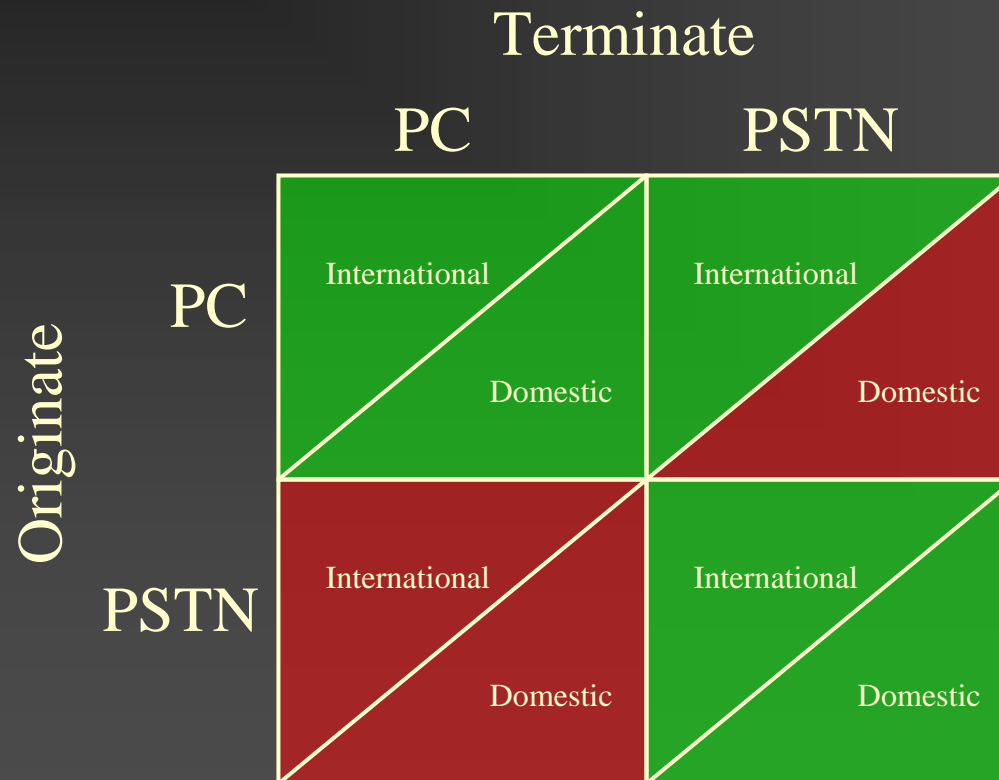 Terminate
PC PSTN
Originate
PC
International International
Domestic Domestic
PSTN
International International
Domestic Domestic